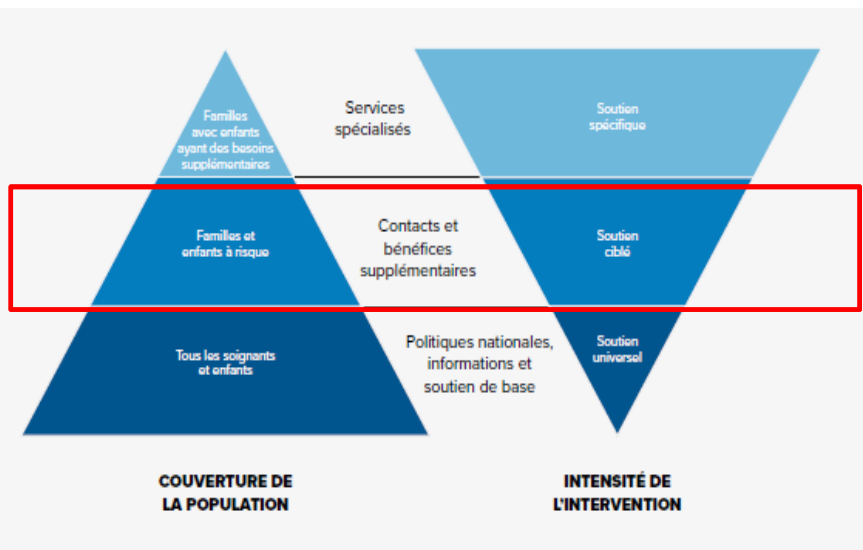 Familles
avec enfants
ayant des besoins
supplémentaires
Services
spécialisés
Soutien
spécifique
Familles et
enfants à risque
Contacts et
bénéfices
supplémentaires
Soutien
ciblé
Tous les soignants
et enfants
Politiques nationales,
informations et
soutien de base
Soutien
universel
COUVERTURE DE
LA POPULATION
INTENSITÉ DE
L'INTERVENTION